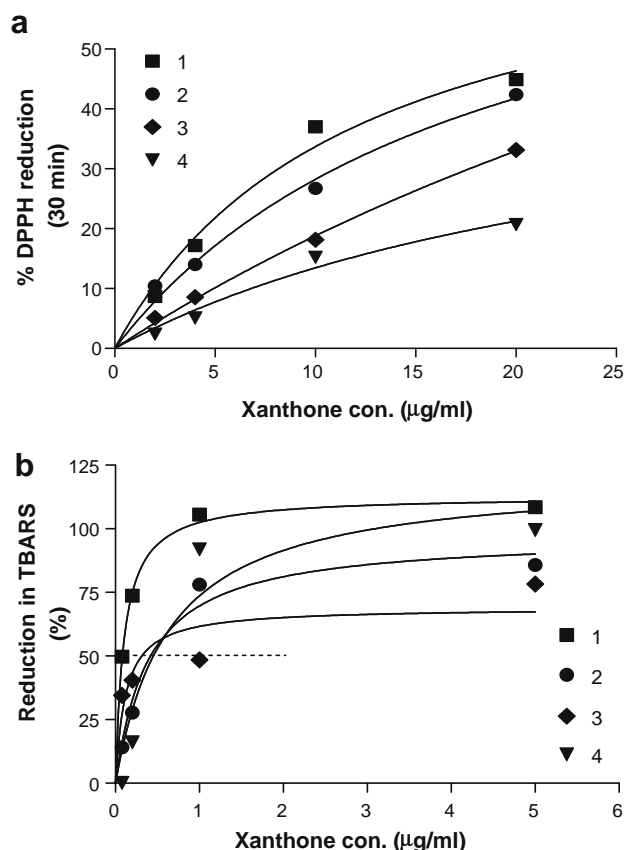 a
1
2
3
4
% DPPH reduction
(30 min)
50
40
30
20
10
0
0 5 10 15 20 25
Xanthone con. (μg/ml)
b
Reduction in TBARS
(%)
125
100
75
50
25
0
1
2
3
4
0 1 2 3 4 5 6
Xanthone con. (μg/ml)